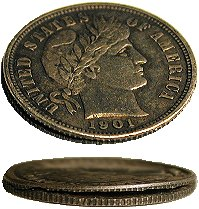 UNITED STATES OF AMERICA
1901